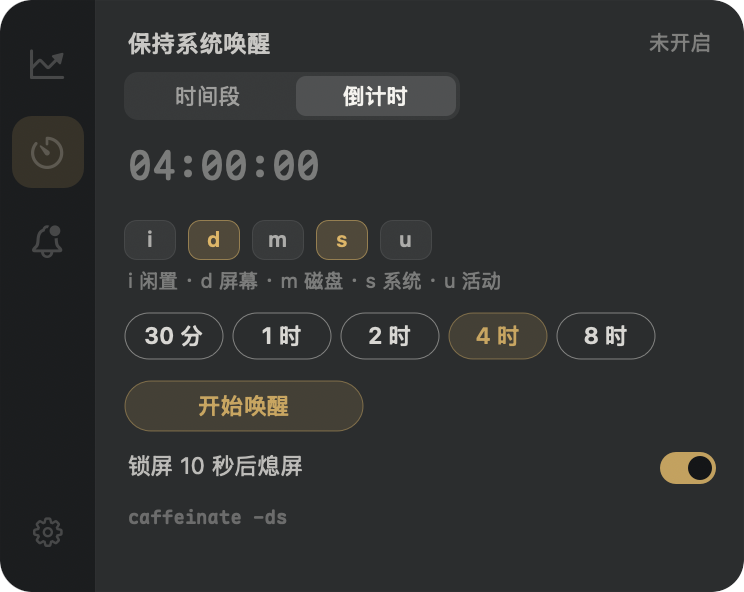 保持系统唤醒 未开启
时间段 倒计时
04:00:00
i d m s u
i 闲置 · d 屏幕 · m 磁盘 · s 系统 · u 活动
30 分 1 时 2 时 4 时 8 时
开始唤醒
锁屏 10 秒后熄屏
caffeinate -ds